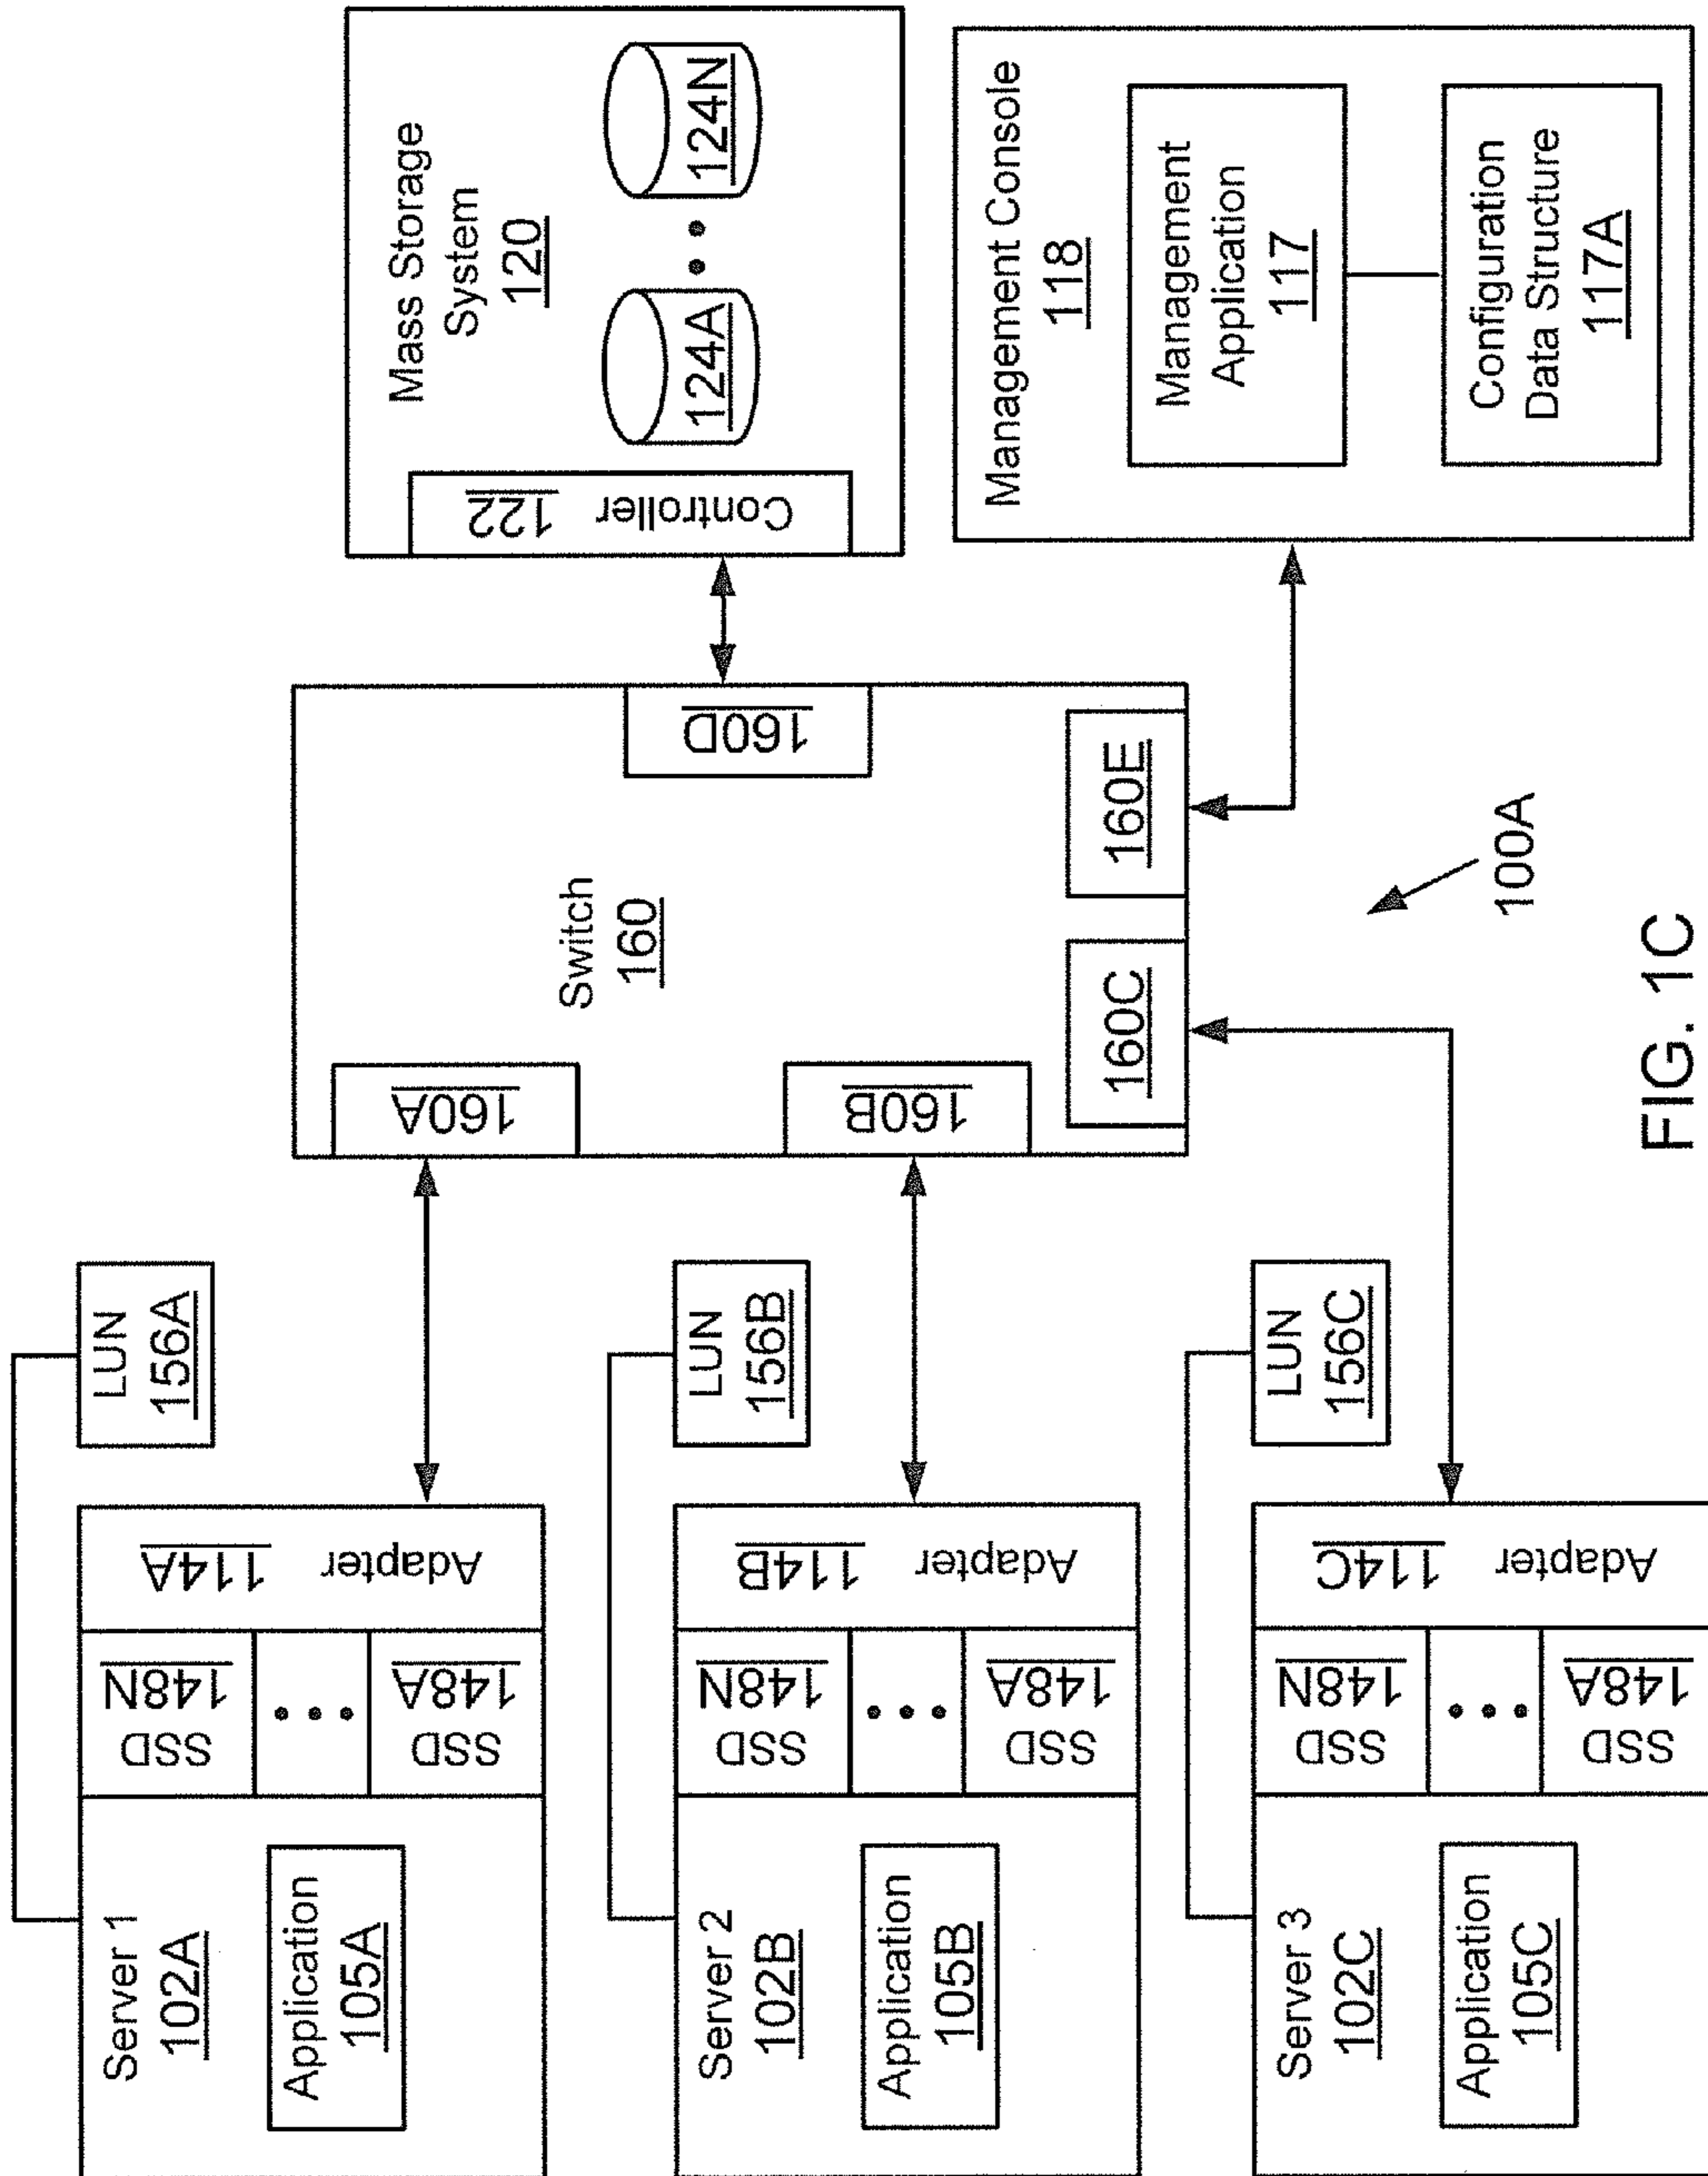 Server 1
102A
Application
105A
SSD
148N
SSD
148A
Adapter 114A
LUN
156A
Server 2
102B
Application
105B
SSD
148N
SSD
148A
Adapter 114B
LUN
156B
Server 3
102C
Application
105C
SSD
148N
SSD
148A
Adapter 114C
LUN
156C
Switch
160
160A
160B
160C
160D
160E
Mass Storage
System
120
Controller 122
124A
124N
Management Console
118
Management
Application
117
Configuration
Data Structure
117A
100A
FIG. 1C